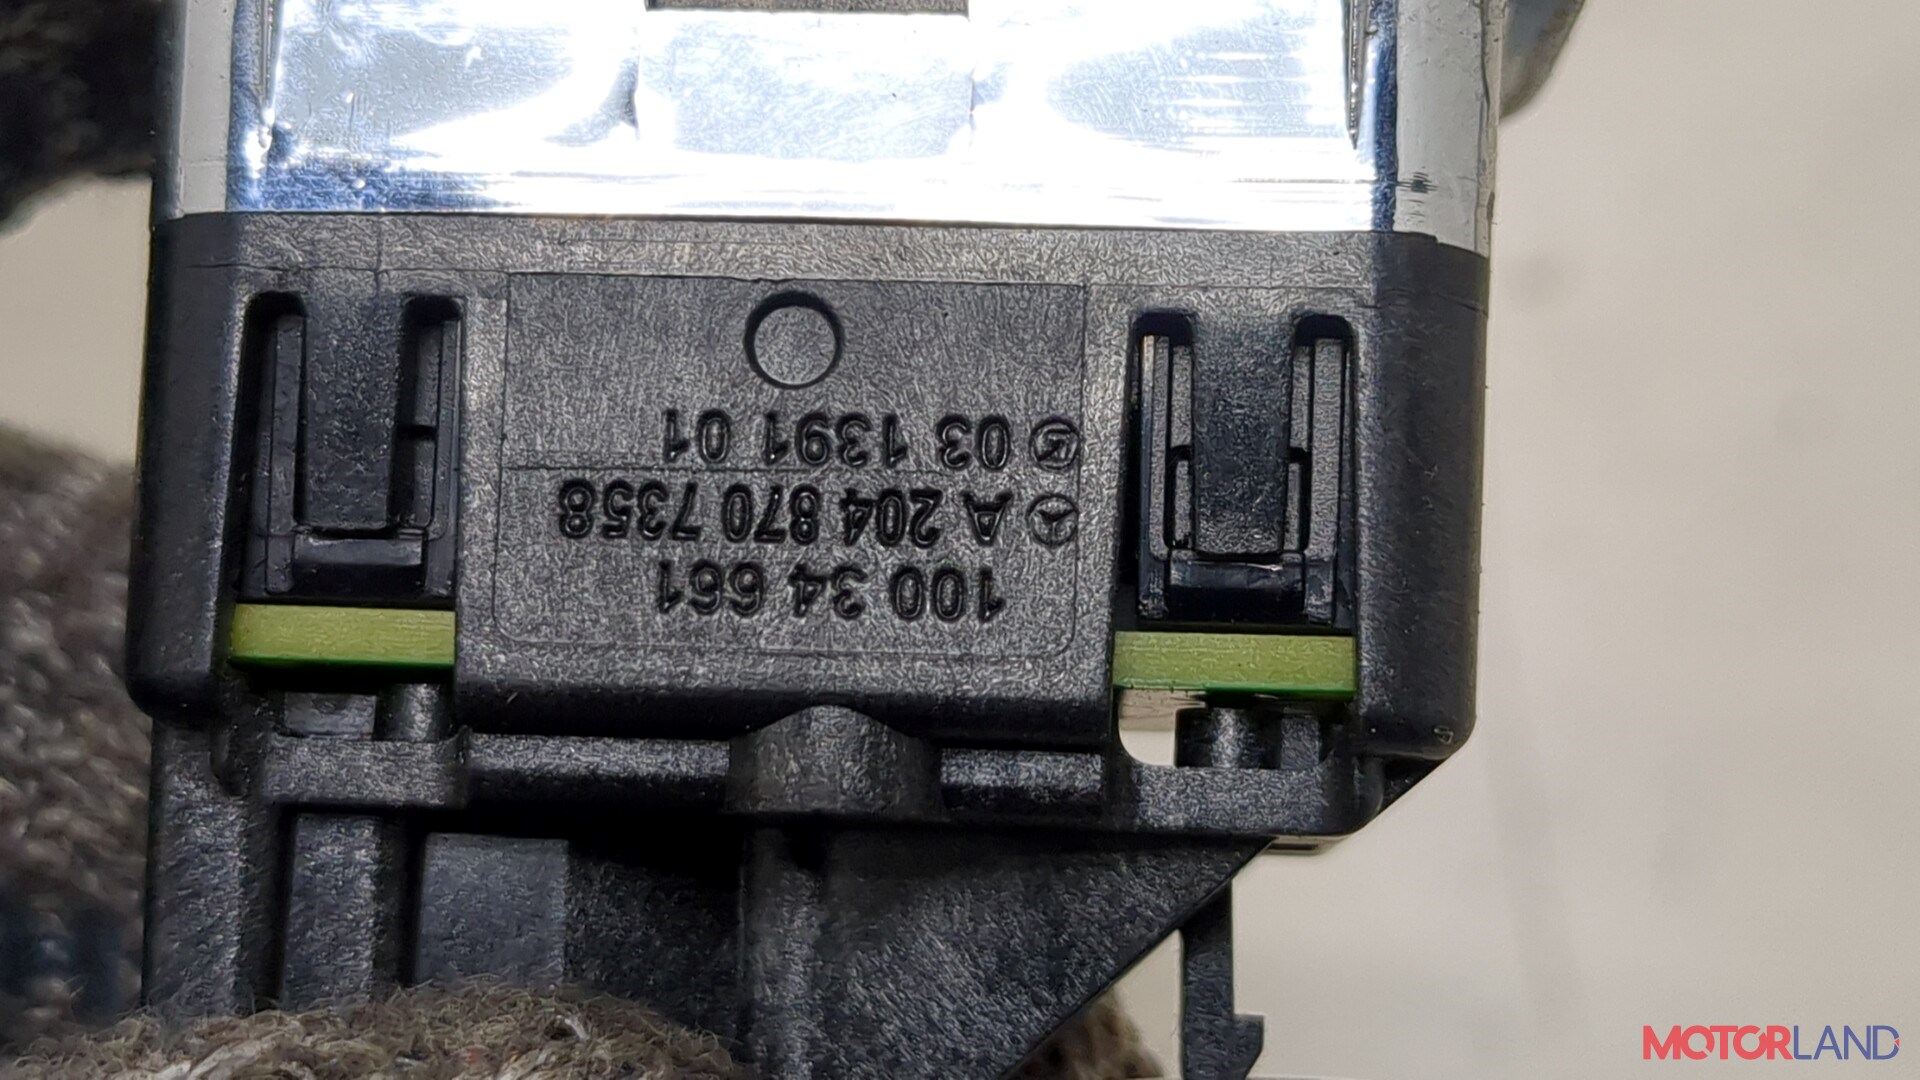 100 34 661
A 204 870 7358
03 1391 01
MOTORLAND